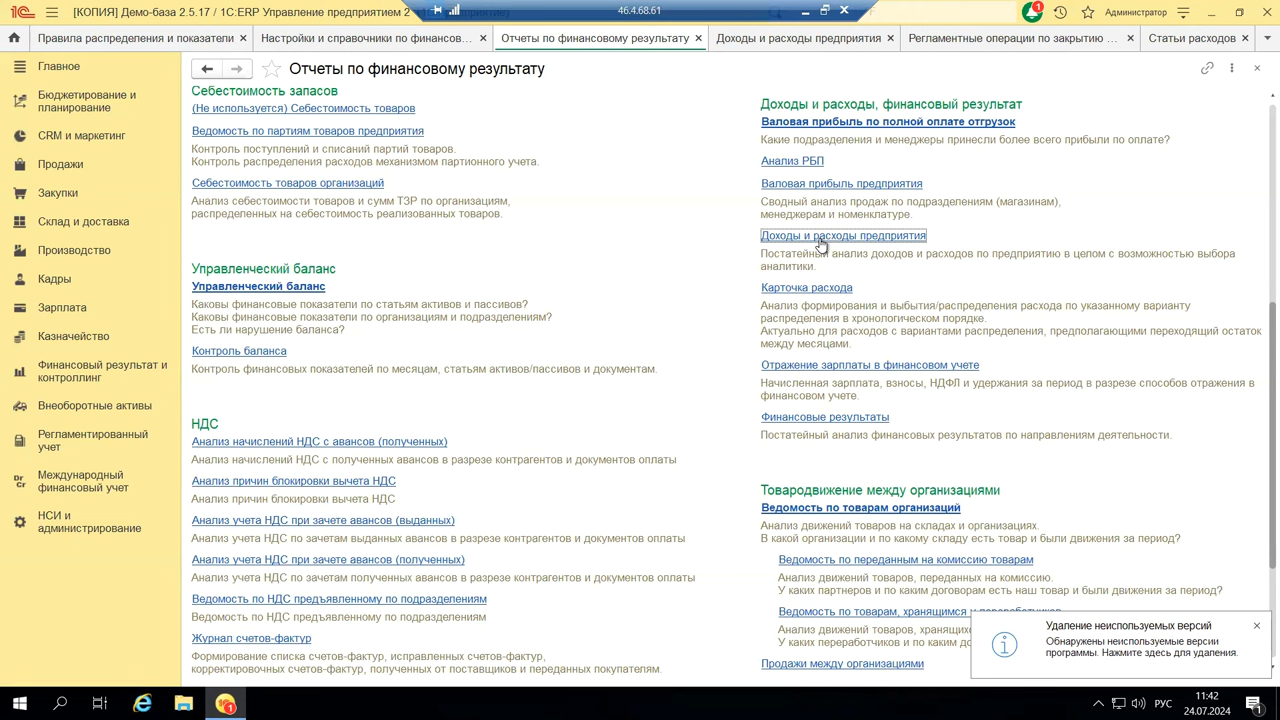 [КОПИЯ] Демо-база 2.5.17 / 1С:ERP Управление предприятием 2
46.4.68.61
1
Администратор
Правила распределения и показатели
Настройки и справочники по финансов...
Отчеты по финансовому результату
Доходы и расходы предприятия
Регламентные операции по закрытию ...
Статьи расходов
Отчеты по финансовому результату
Главное
Бюджетирование и
планирование
CRM и маркетинг
Продажи
Закупки
Склад и доставка
Производство
Кадры
Зарплата
Казначейство
Финансовый результат и
контроллинг
Внеоборотные активы
Регламентированный
учет
Международный
финансовый учет
НСИ и
администрирование
Себестоимость запасов
(Не используется) Себестоимость товаров
Ведомость по партиям товаров предприятия
Контроль поступлений и списаний партий товаров.
Контроль распределения расходов механизмом партионного учета.
Себестоимость товаров организаций
Анализ себестоимости товаров и сумм ТЗР по организациям,
распределенных на себестоимость реализованных товаров.
Управленческий баланс
Управленческий баланс
Каковы финансовые показатели по статьям активов и пассивов?
Каковы финансовые показатели по организациям и подразделениям?
Есть ли нарушение баланса?
Контроль баланса
Контроль финансовых показателей по месяцам, статьям активов/пассивов и документам.
НДС
Анализ начислений НДС с авансов (полученных)
Анализ начислений НДС с полученных авансов в разрезе контрагентов и документов оплаты
Анализ причин блокировки вычета НДС
Анализ причин блокировки вычета НДС
Анализ учета НДС при зачете авансов (выданных)
Анализ учета НДС по зачетам выданных авансов в разрезе контрагентов и документов оплаты
Анализ учета НДС при зачете авансов (полученных)
Анализ учета НДС по зачетам полученных авансов в разрезе контрагентов и документов оплаты
Ведомость по НДС предъявленному по подразделениям
Ведомость по НДС предъявленному по подразделениям
Журнал счетов-фактур
Формирование списка счетов-фактур, исправленных счетов-фактур,
корректировочных счетов-фактур, полученных от поставщиков и переданных покупателям.
Доходы и расходы, финансовый результат
Валовая прибыль по полной оплате отгрузок
Какие подразделения и менеджеры принесли более всего прибыли по оплате?
Анализ РБП
Валовая прибыль предприятия
Сводный анализ продаж по подразделениям (магазинам),
менеджерам и номенклатуре.
Доходы и расходы предприятия
Постатейный анализ доходов и расходов по предприятию в целом с возможностью выбора
аналитики.
Карточка расхода
Анализ формирования и выбытия/распределения расхода по указанному варианту
распределения в хронологическом порядке.
Актуально для расходов с вариантами распределения, предполагающими переходящий остаток
между месяцами.
Отражение зарплаты в финансовом учете
Начисленная зарплата, взносы, НДФЛ и удержания за период в разрезе способов отражения в
финансовом учете.
Финансовые результаты
Постатейный анализ финансовых результатов по направлениям деятельности.
Товародвижение между организациями
Ведомость по товарам организаций
Анализ движений товаров на складах и организациях.
В какой организации и по какому складу есть товар и были движения за период?
Ведомость по переданным на комиссию товарам
Анализ движений товаров, переданных на комиссию.
У каких партнеров и по каким договорам есть наш товар и были движения за период?
Ведомость по товарам, хранящимся
Анализ движений товаров,
У каких переработчиков и по каким
Продажи между организациями
Удаление неиспользуемых версий
Обнаружены неиспользуемые версии
программы. Нажмите здесь для удаления.
РУС
11:42
24.07.2024
1